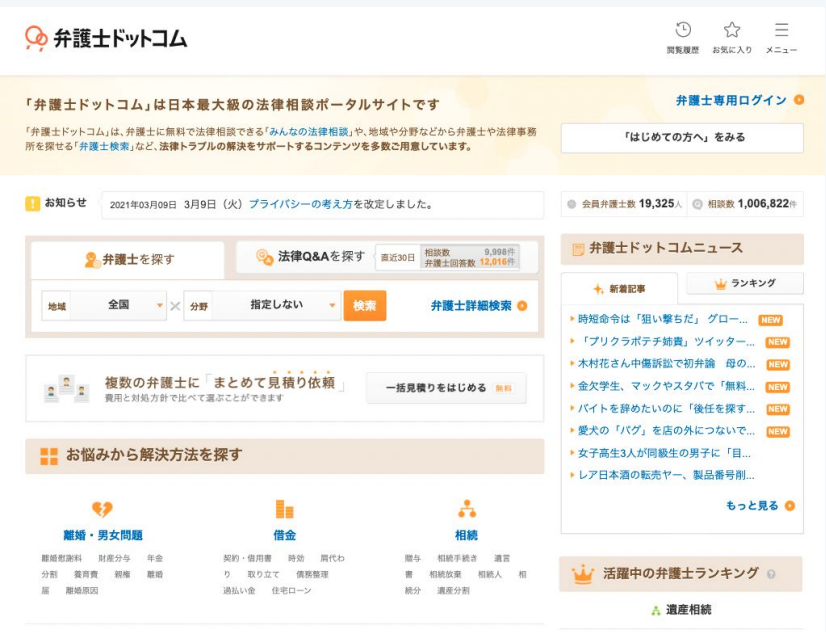 弁護士ドットコム
閲覧履歴
お気に入り
メニュー
「弁護士ドットコム」は日本最大級の法律相談ポータルサイトです
「弁護士ドットコム」は、弁護士に無料で法律相談できる「みんなの法律相談」や、地域や分野などから弁護士や法律事務
所を探せる「弁護士検索」など、法律トラブルの解決をサポートするコンテンツを多数ご用意しています。
弁護士専用ログイン
「はじめての方へ」をみる
お知らせ
2021年03月09日 3月9日（火）プライバシーの考え方を改定しました。
会員弁護士数 19,325人
相談数 1,006,822件
弁護士を探す
法律Q&Aを探す
直近30日
相談数 9,998件
弁護士回答数 12,016件
地域
全国
分野
指定しない
検索
弁護士詳細検索
複数の弁護士に「まとめて見積り依頼」
費用と対処方針で比べて選ぶことができます
一括見積りをはじめる 無料
お悩みから解決方法を探す
離婚・男女問題
離婚慰謝料 財産分与 年金
分割 養育費 親権 離婚
届 離婚原因
借金
契約・借用書 時効 肩代わ
り 取り立て 債務整理
過払い金 住宅ローン
相続
贈与 相続手続き 遺言
書 相続放棄 相続人 相
続分 遺産分割
弁護士ドットコムニュース
新着記事
ランキング
時短命令は「狙い撃ちだ」 グロー... NEW
「プリクラポテチ姉貴」ツイッター... NEW
木村花さん中傷訴訟で初弁論 母の... NEW
金欠学生、マックやスタバで「無料... NEW
バイトを辞めたいのに「後任を探す... NEW
愛犬の「パグ」を店の外につないで... NEW
女子高生3人が同級生の男子に「目...
レア日本酒の転売ヤー、製品番号削...
もっと見る
活躍中の弁護士ランキング ?
遺産相続